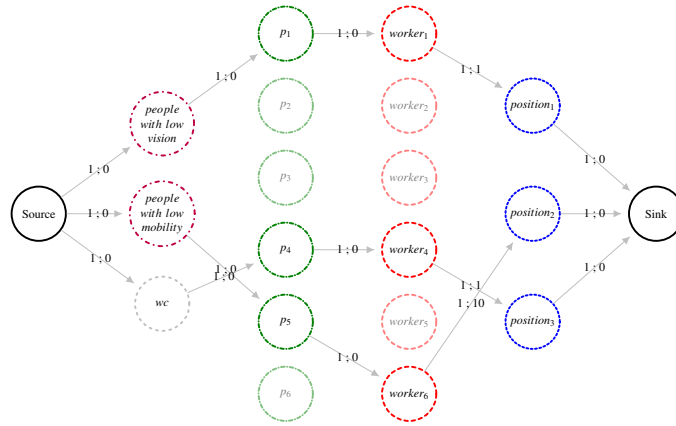 p1
1 ; 0
worker1
1 ; 1
1 ; 0
people
with low
vision
p2
worker2
position1
1 ; 0
1 ; 0
p3
worker3
Source
1 ; 0
people
with low
mobility
position2
1 ; 0
Sink
p4
1 ; 0
worker4
1 ; 0
1 ; 0
1 ; 0
1 ; 1
1 ; 0
wc
1 ; 10
p5
worker5
position3
1 ; 0
p6
worker6